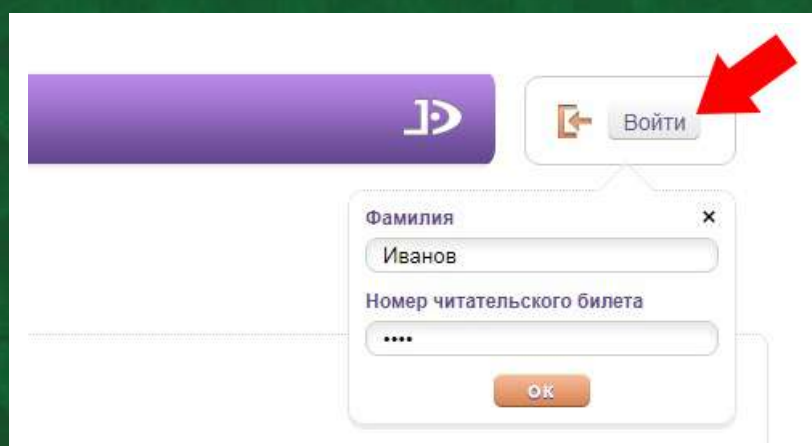 Войти
Фамилия
Иванов
Номер читательского билета
••••
ОК